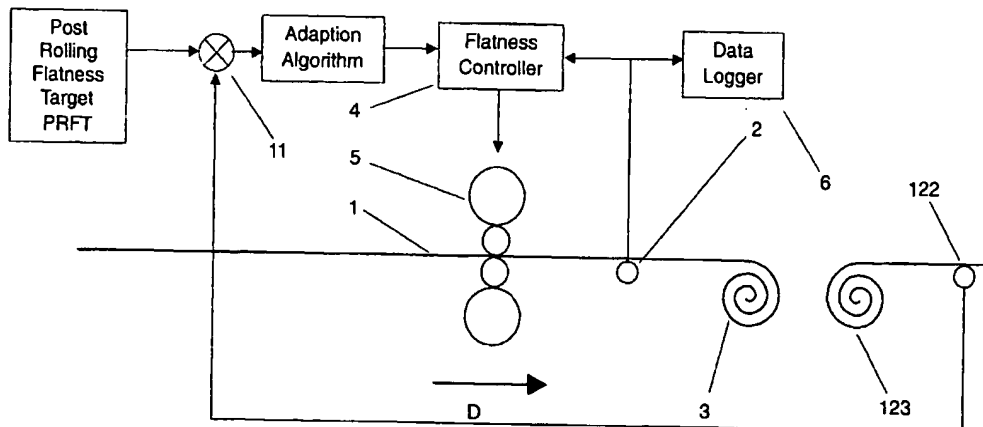 Post
Rolling
Flatness
Target
PRFT
Adaption
Algorithm
Flatness
Controller
Data
Logger
11
4
5
2
6
1
122
D
3
123